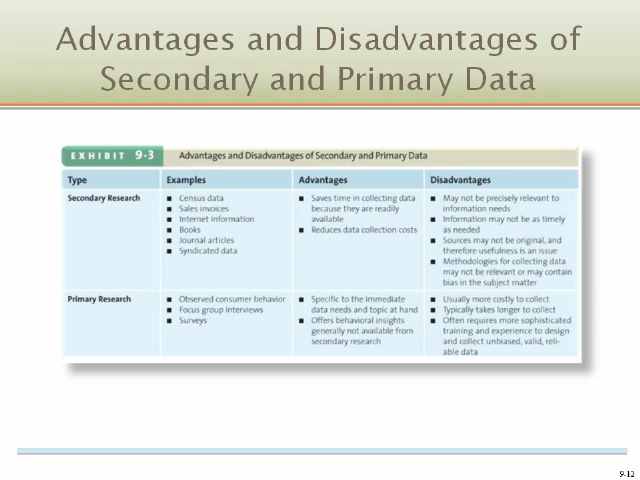 Advantages and Disadvantages of
Secondary and Primary Data
EXHIBIT 9-3 Advantages and Disadvantages of Secondary and Primary Data
Type Examples Advantages Disadvantages
Secondary Research
■ Census data
■ Sales invoices
■ Internet information
■ Books
■ Journal articles
■ Syndicated data
■ Saves time in collecting data
because they are readily
available
■ Reduces data collection costs
■ May not be precisely relevant to
information needs
■ Information may not be as timely
as needed
■ Sources may not be original, and
therefore usefulness is an issue
■ Methodologies for collecting data
may not be relevant or may contain
bias in the subject matter
Primary Research
■ Observed consumer behavior
■ Focus group interviews
■ Surveys
■ Specific to the immediate
data needs and topic at hand
■ Offers behavioral insights
generally not available from
secondary research
■ Usually more costly to collect
■ Typically takes longer to collect
■ Often requires more sophisticated
training and experience to design
and collect unbiased, valid, reli-
able data
9-12